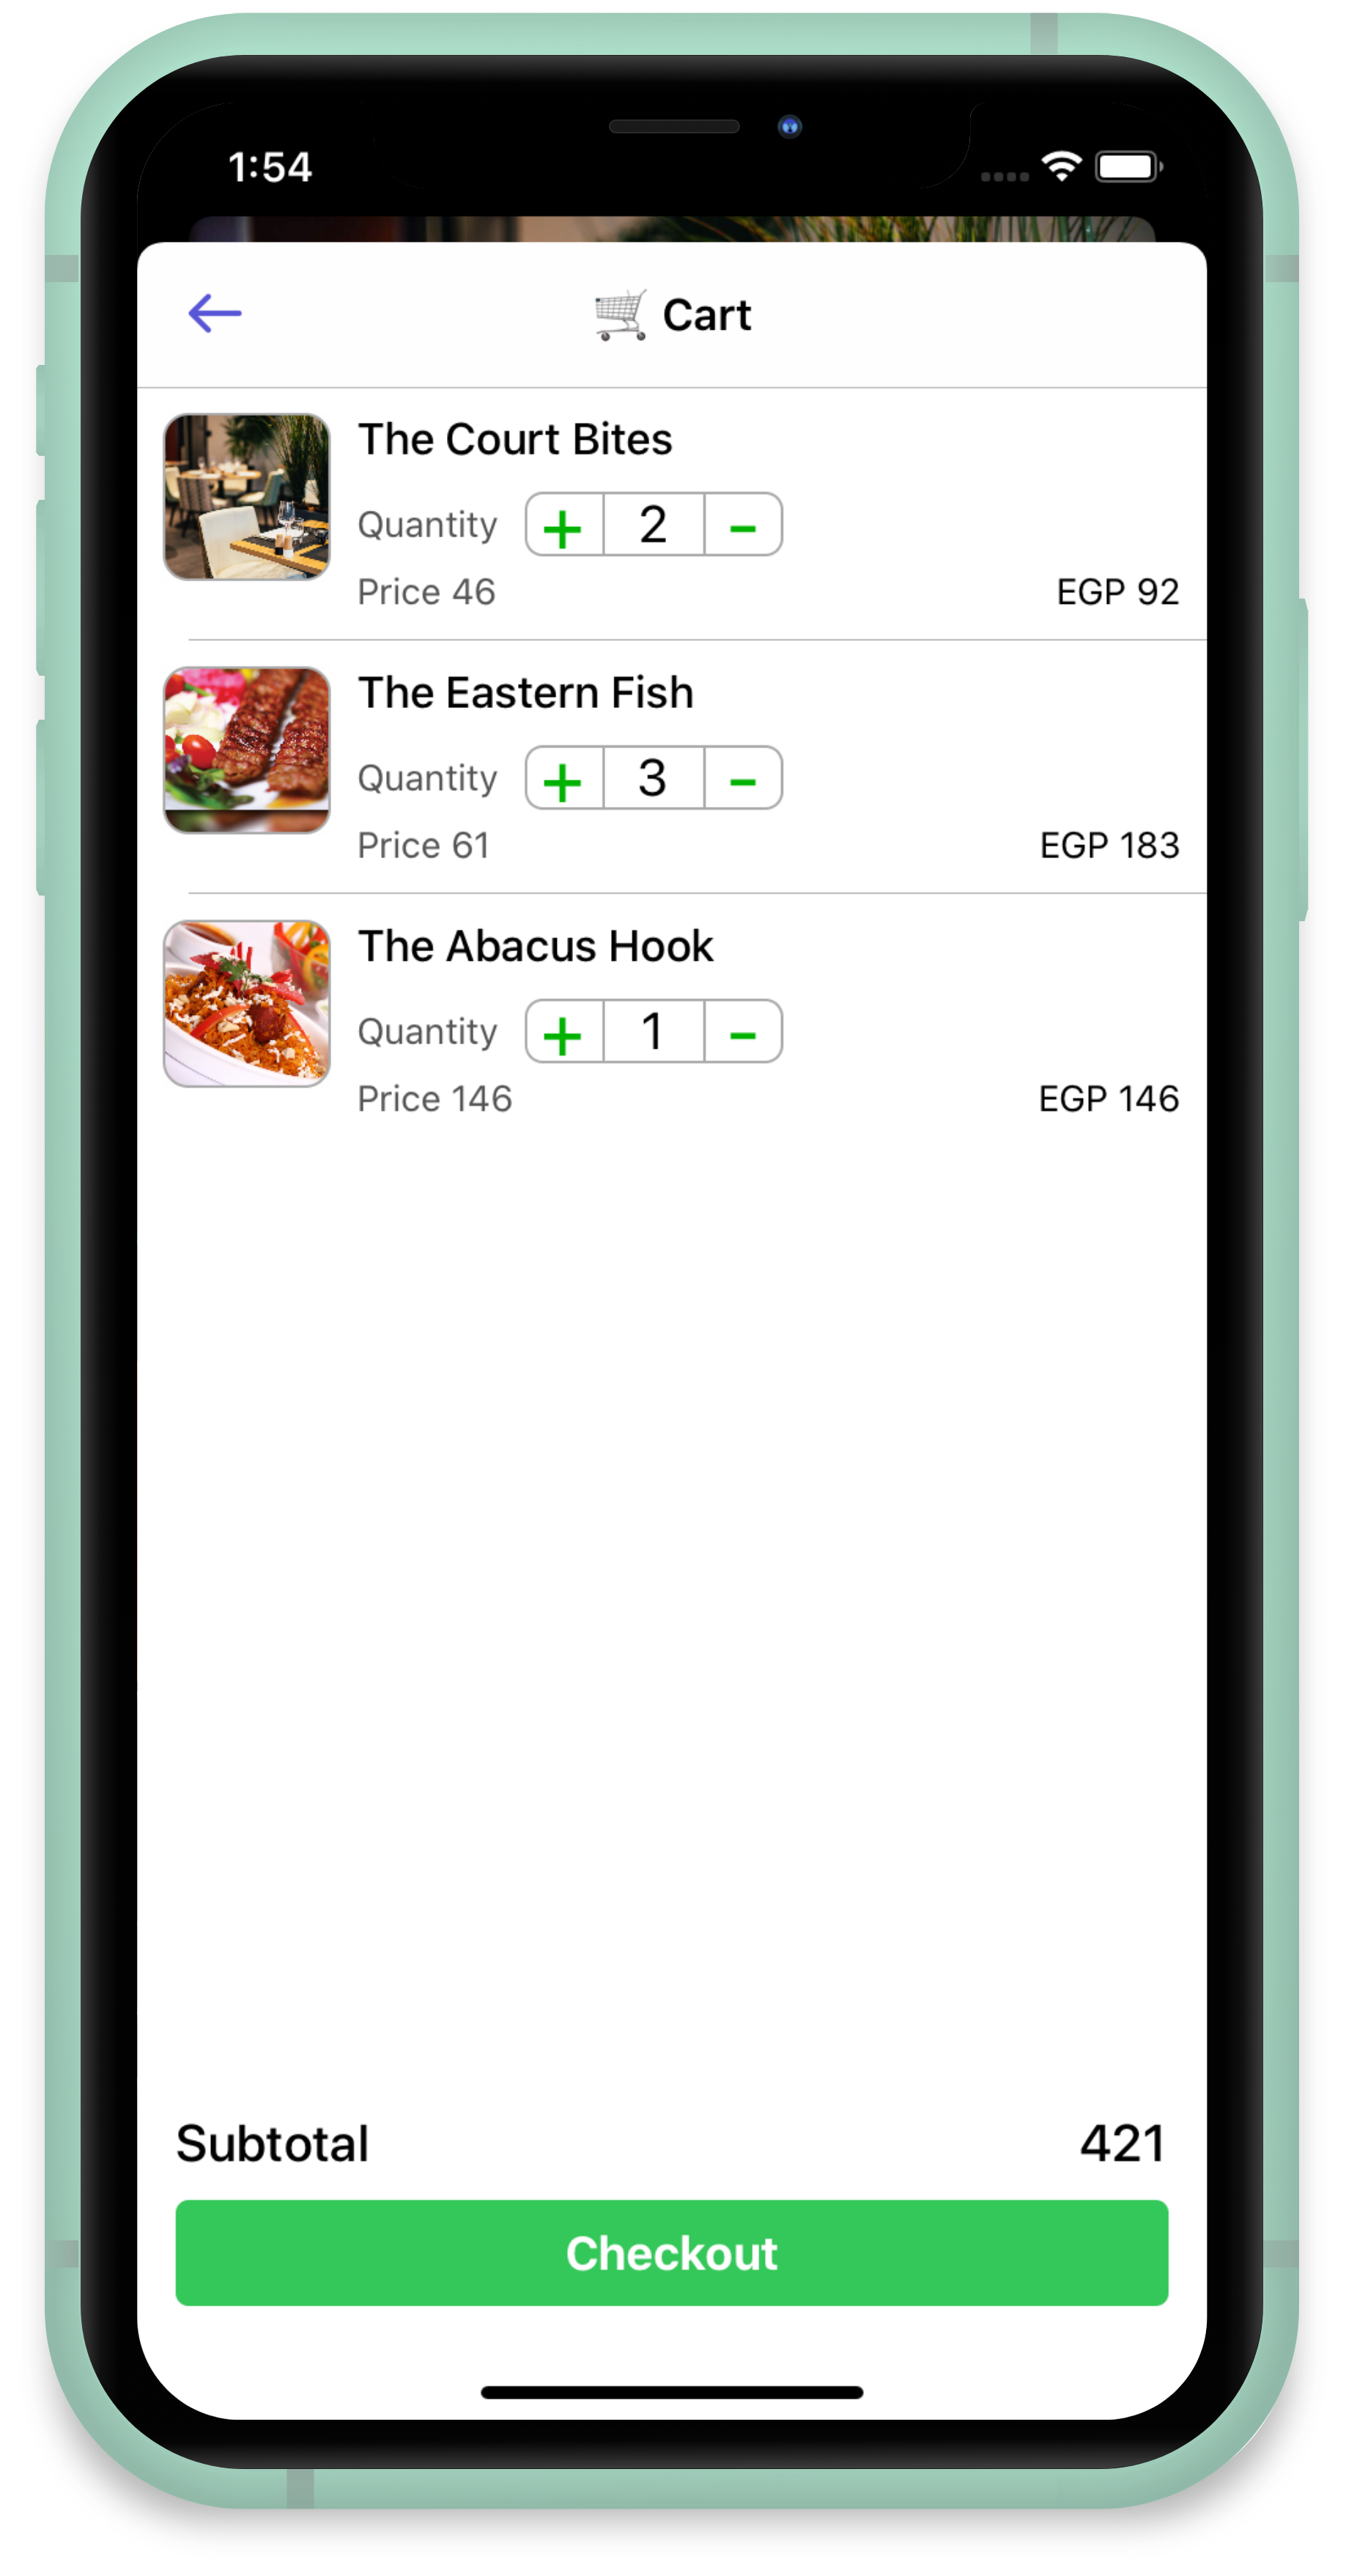 1:54
Cart
The Court Bites
Quantity + 2 -
Price 46 EGP 92
The Eastern Fish
Quantity + 3 -
Price 61 EGP 183
The Abacus Hook
Quantity + 1 -
Price 146 EGP 146
Subtotal 421
Checkout